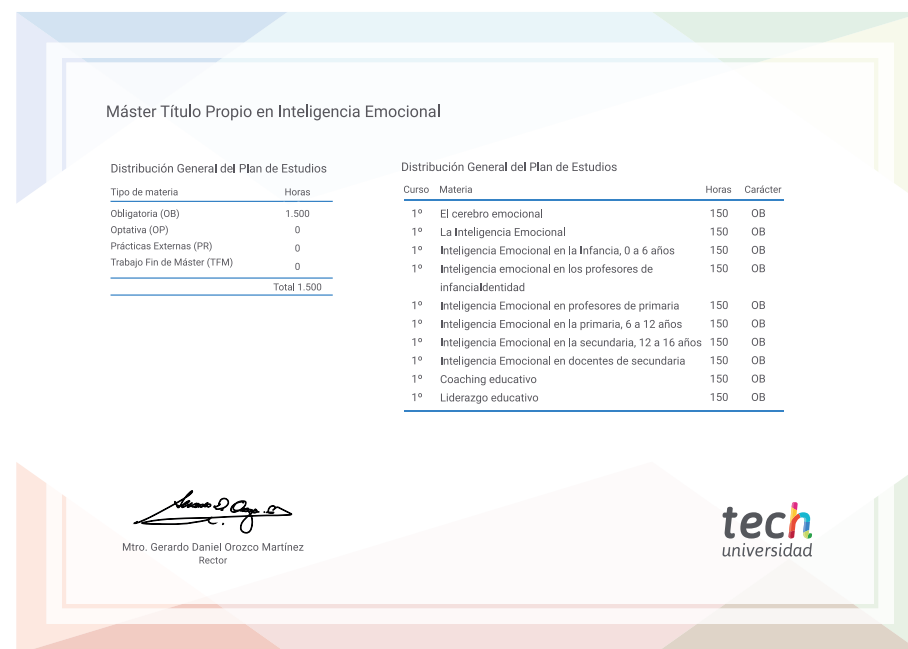 Máster Título Propio en Inteligencia Emocional
Distribución General del Plan de Estudios
Tipo de materia Horas
Obligatoria (OB) 1.500
Optativa (OP) 0
Prácticas Externas (PR) 0
Trabajo Fin de Máster (TFM) 0
Total 1.500
Distribución General del Plan de Estudios
Curso Materia Horas Carácter
1º El cerebro emocional 150 OB
1º La Inteligencia Emocional 150 OB
1º Inteligencia Emocional en la Infancia, 0 a 6 años 150 OB
1º Inteligencia emocional en los profesores de 150 OB
infanciaIdentidad
1º Inteligencia Emocional en profesores de primaria 150 OB
1º Inteligencia Emocional en la primaria, 6 a 12 años 150 OB
1º Inteligencia Emocional en la secundaria, 12 a 16 años 150 OB
1º Inteligencia Emocional en docentes de secundaria 150 OB
1º Coaching educativo 150 OB
1º Liderazgo educativo 150 OB
Mtro. Gerardo Daniel Orozco Martínez
Rector
tech
universidad